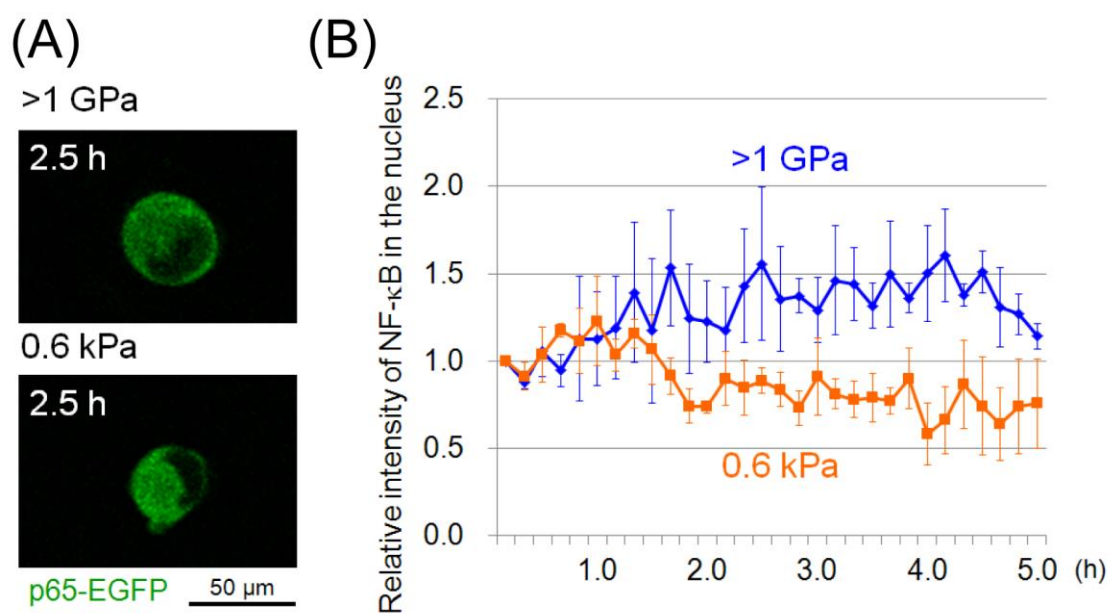 (A)
>1 GPa
2.5 h
0.6 kPa
2.5 h
p65-EGFP
50 µm
(B)
Relative intensity of NF-κB in the nucleus
2.5
2.0
1.5
1.0
0.5
0.0
>1 GPa
0.6 kPa
1.0 2.0 3.0 4.0 5.0 (h)